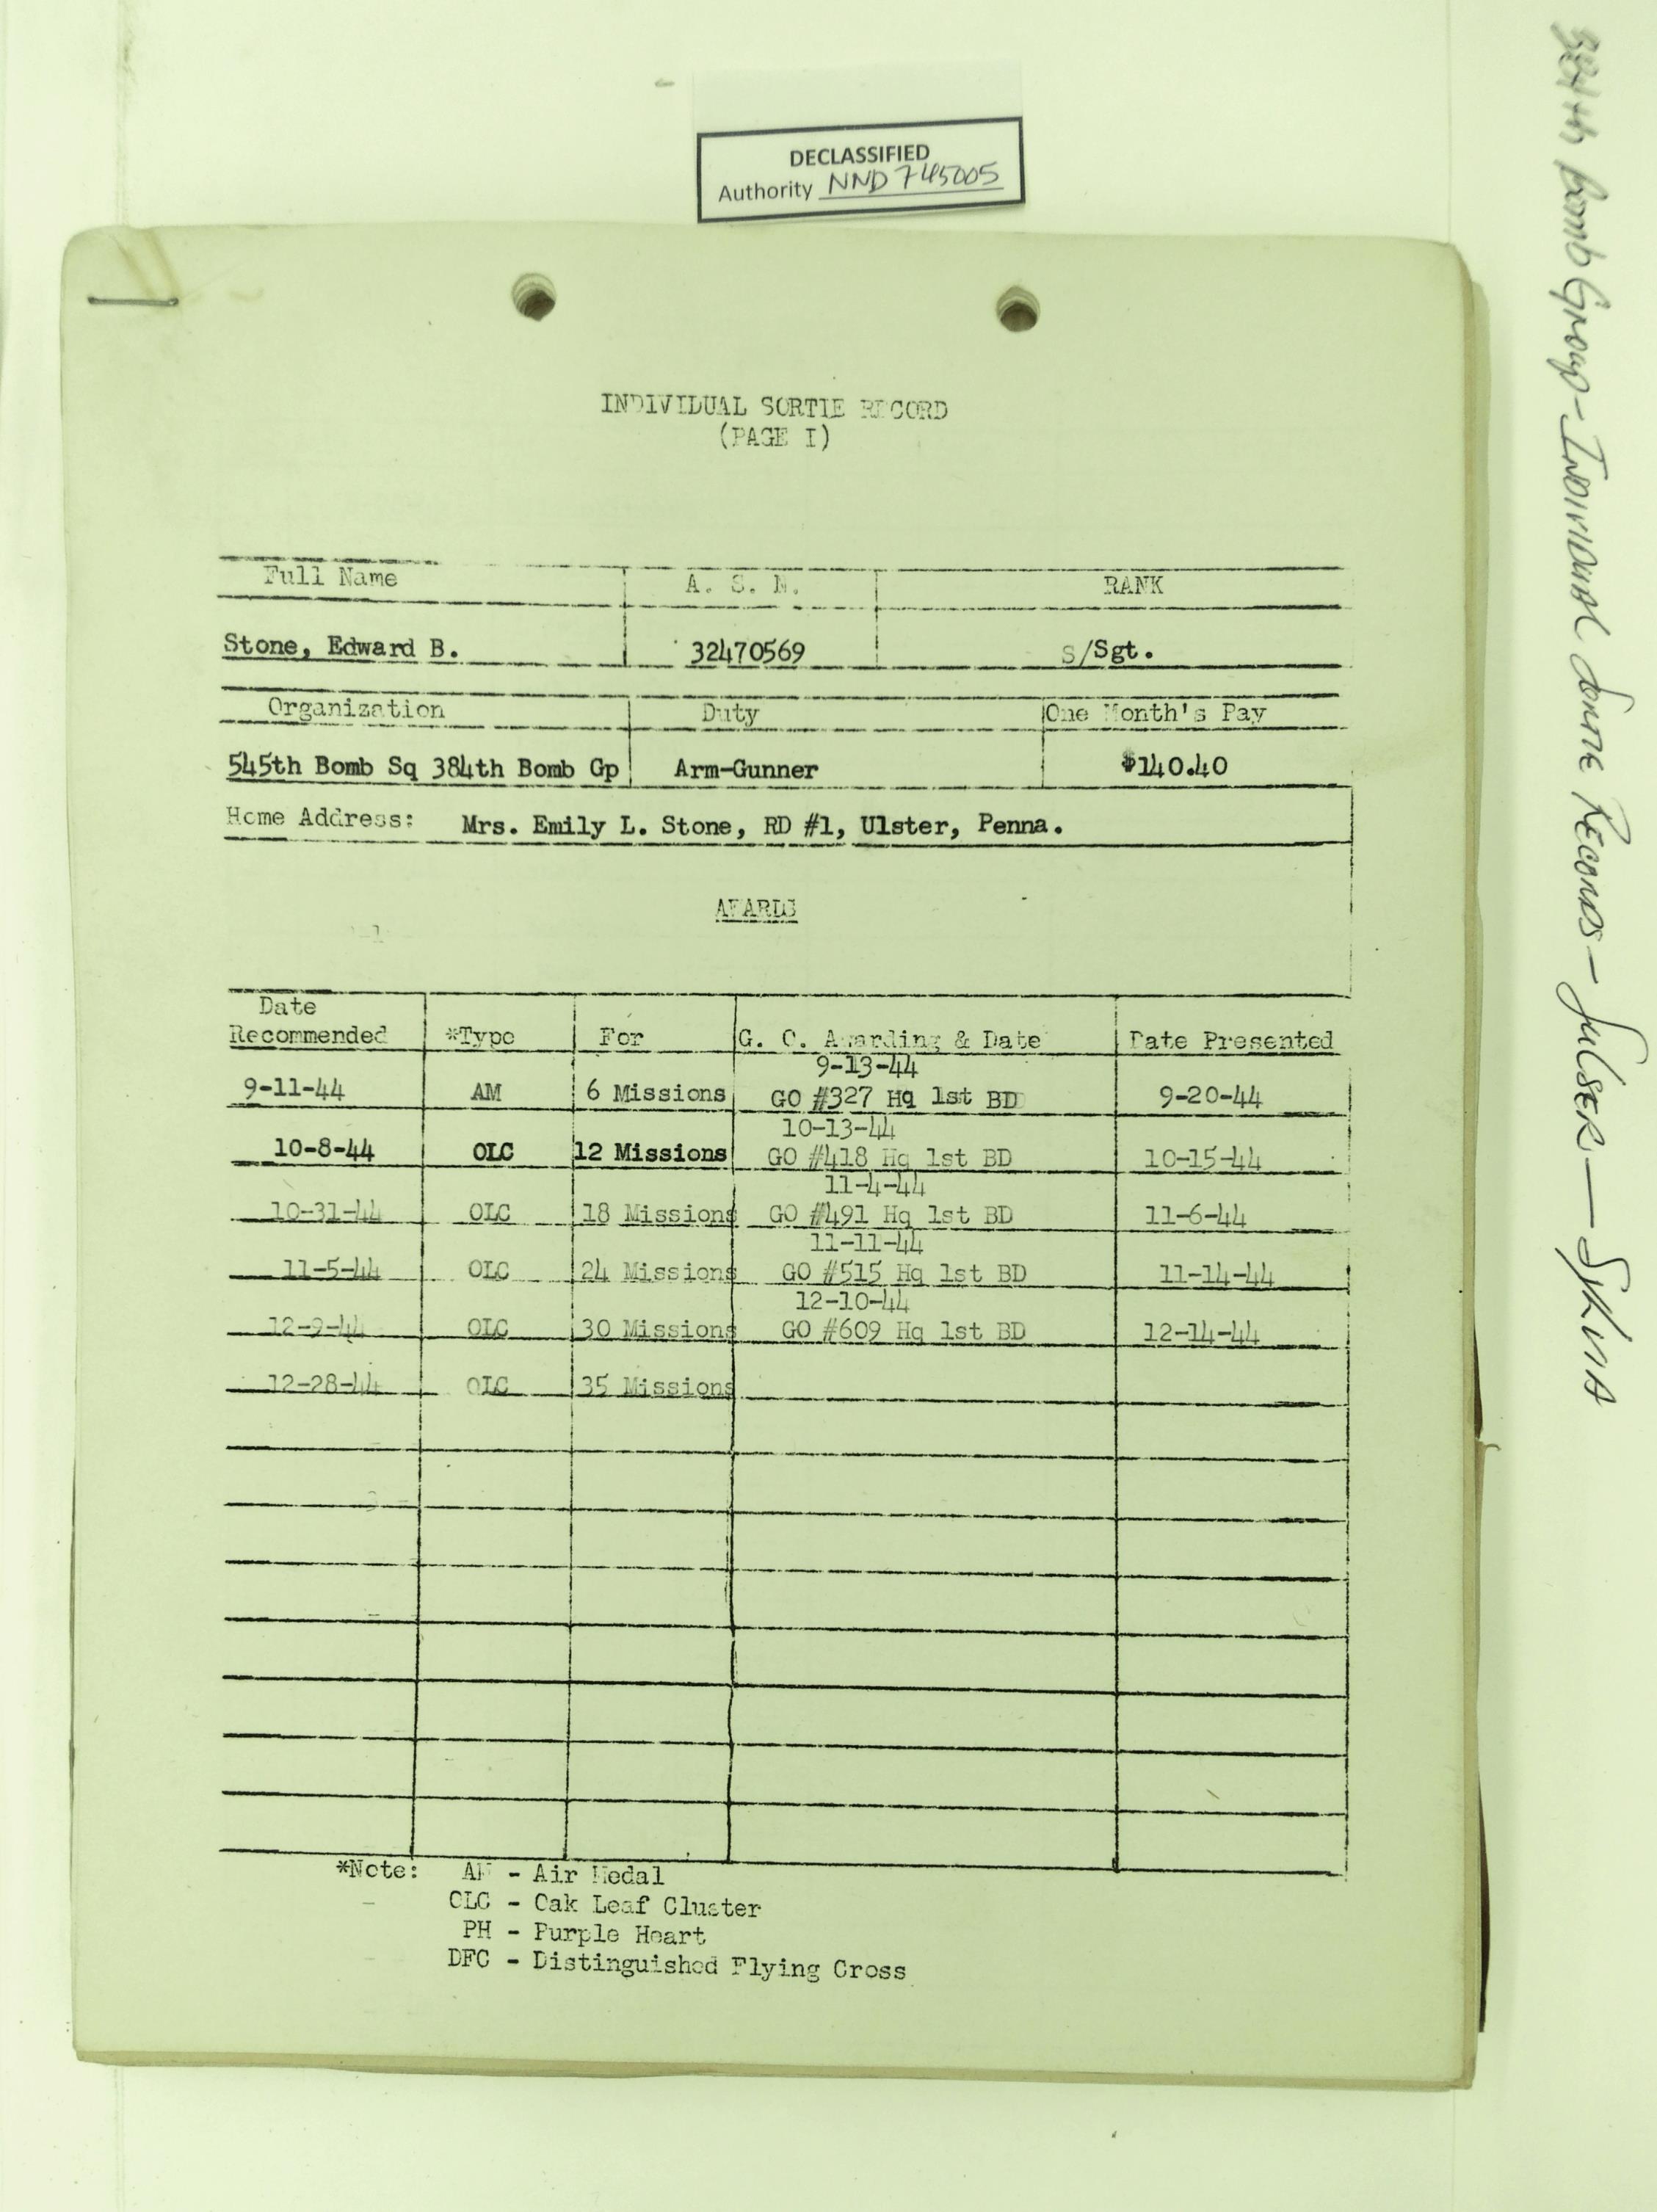 DECLASSIFIED
Authority NND 745005
INDIVIDUAL SORTIE RECORD
(PAGE I)
Full Name A. S. N. RANK
Stone, Edward B. 32470569 S/Sgt.
Organization Duty One Month's Pay
545th Bomb Sq 384th Bomb Gp Arm-Gunner $140.40
Home Address: Mrs. Emily L. Stone, RD #1, Ulster, Penna.
AWARDS
Date
Recommended *Type For G. O. Awarding & Date Date Presented
9-13-44
9-11-44 AM 6 Missions GO #327 Hq 1st BD 9-20-44
10-13-44
10-8-44 OLC 12 Missions GO #418 Hq 1st BD 10-15-44
11-4-44
10-31-44 OLC 18 Missions GO #491 Hq 1st BD 11-6-44
11-11-44
11-5-44 OLC 24 Missions GO #515 Hq 1st BD 11-14-44
12-10-44
12-9-44 OLC 30 Missions GO #609 Hq 1st BD 12-14-44
12-28-44 OLC 35 Missions
*Note: AM - Air Medal
OLC - Oak Leaf Cluster
PH - Purple Heart
DFC - Distinguished Flying Cross
384th Bomb Group - Individual Sortie Records -